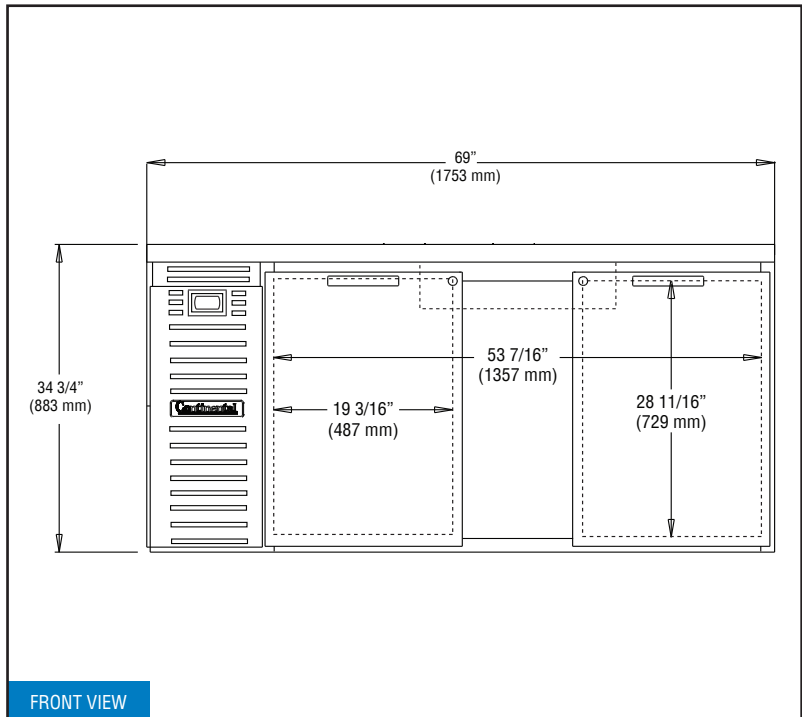 69”
(1753 mm)
34 3/4”
(883 mm)
53 7/16”
(1357 mm)
19 3/16”
(487 mm)
28 11/16”
(729 mm)
Continental
FRONT VIEW